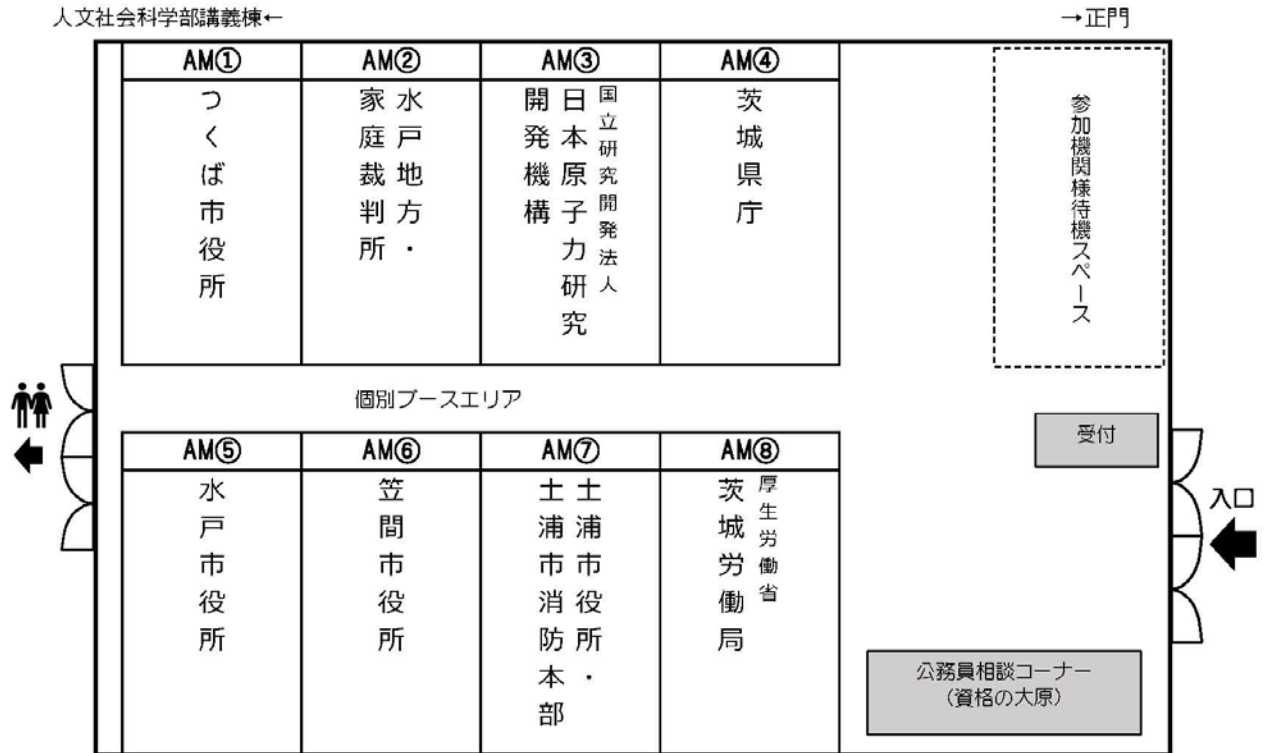 人文社会科学部講義棟←
→正門
AM①
つくば市役所
AM②
水戸地方・
家庭裁判所
AM③
国立研究開発法人
日本原子力研究
開発機構
AM④
茨城県庁
参加機関様待機スペース
個別ブースエリア
受付
入口
AM⑤
水戸市役所
AM⑥
笠間市役所
AM⑦
土浦市役所・
土浦市消防本部
AM⑧
厚生労働省
茨城労働局
公務員相談コーナー
（資格の大原）